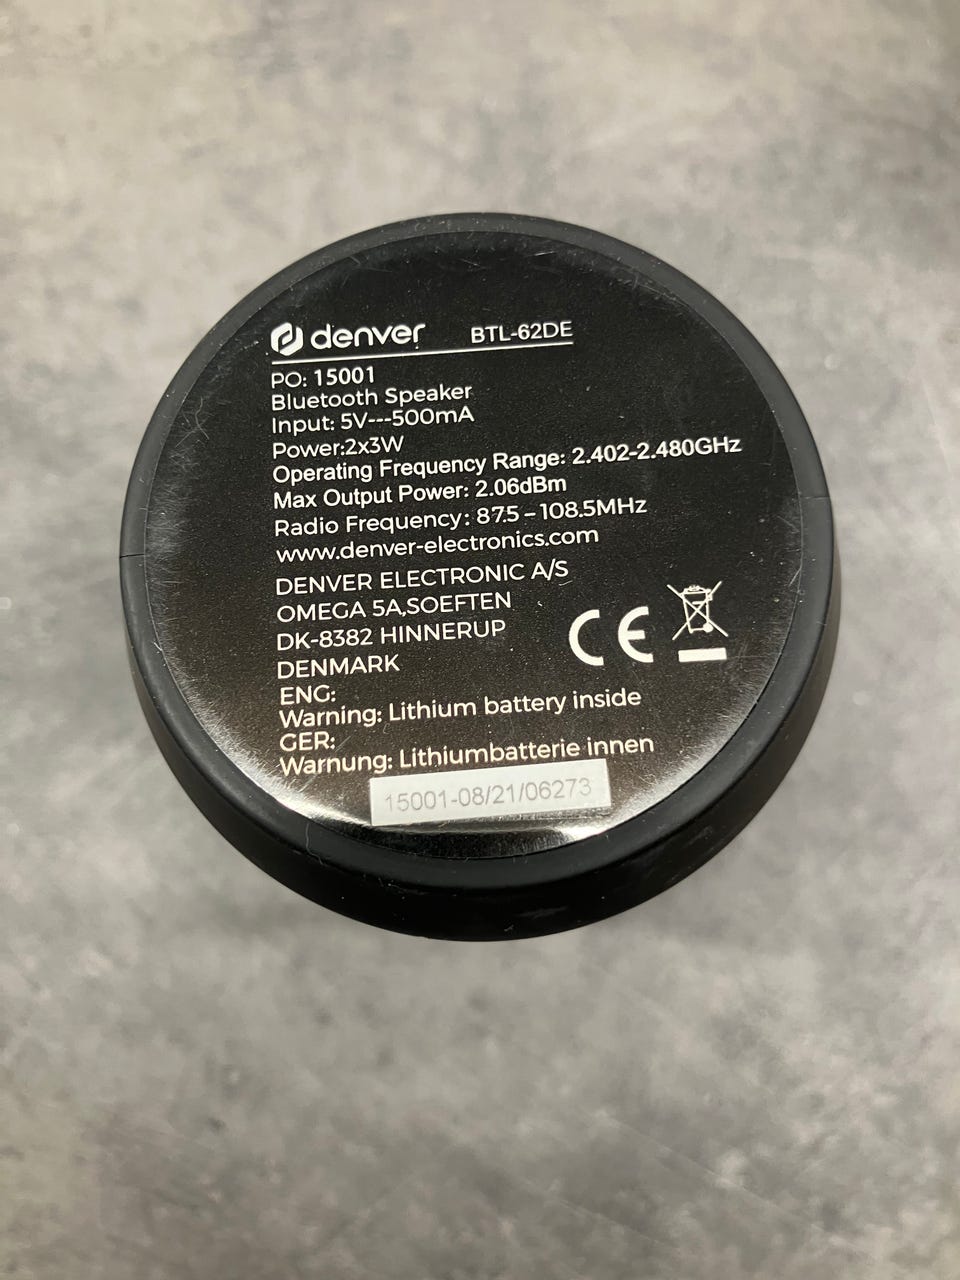 denver BTL-62DE
PO: 15001
Bluetooth Speaker
Input: 5V---500mA
Power:2x3W
Operating Frequency Range: 2.402-2.480GHz
Max Output Power: 2.06dBm
Radio Frequency: 87.5-108.5MHz
www.denver-electronics.com
DENVER ELECTRONIC A/S
OMEGA 5A,SOEFTEN
DK-8382 HINNERUP
DENMARK
CE
ENG:
Warning: Lithium battery inside
GER:
Warnung: Lithiumbatterie innen
15001-08/21/06273